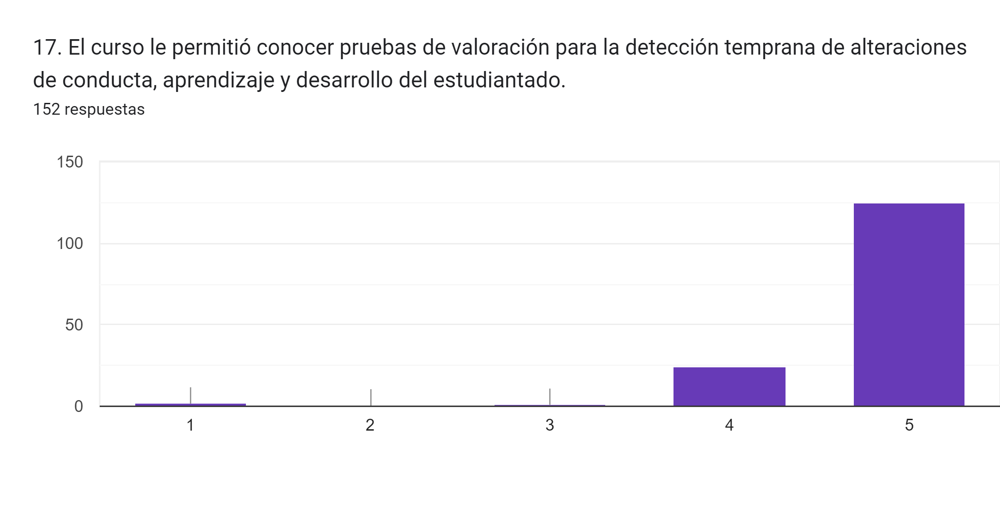 17. El curso le permitió conocer pruebas de valoración para la detección temprana de alteraciones
de conducta, aprendizaje y desarrollo del estudiantado.
152 respuestas
150
100
50
0
1 2 3 4 5